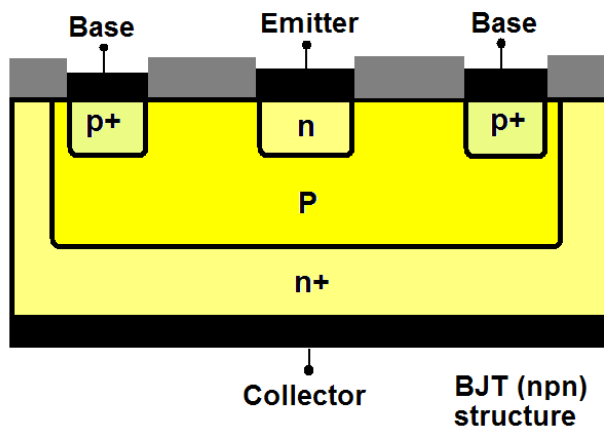 Base
Emitter
Base
p+
n
p+
P
n+
Collector
BJT (npn)
structure